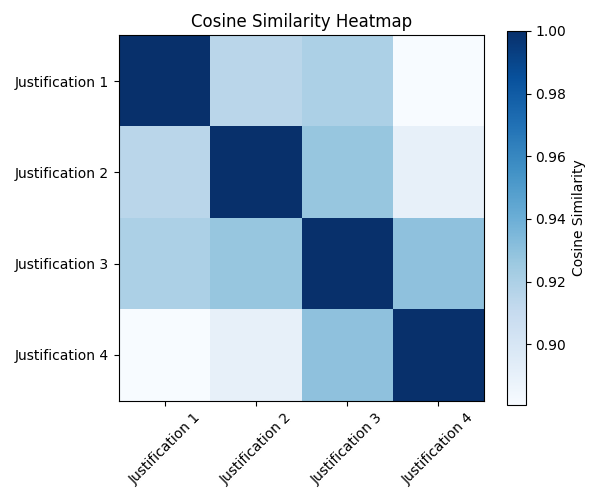 Cosine Similarity Heatmap
Justification 1
Justification 2
Justification 3
Justification 4
Justification 1
Justification 2
Justification 3
Justification 4
1.00
0.98
0.96
0.94
0.92
0.90
Cosine Similarity